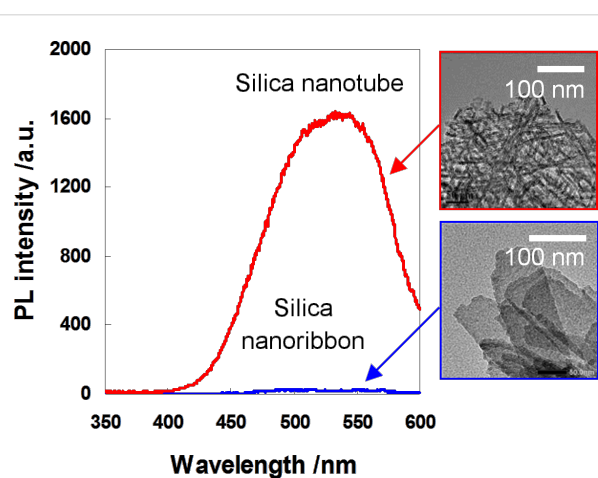 2000
1600
1200
800
400
0
PL intensity /a.u.
350
400
450
500
550
600
Wavelength /nm
Silica nanotube
Silica
nanoribbon
100 nm
100 nm